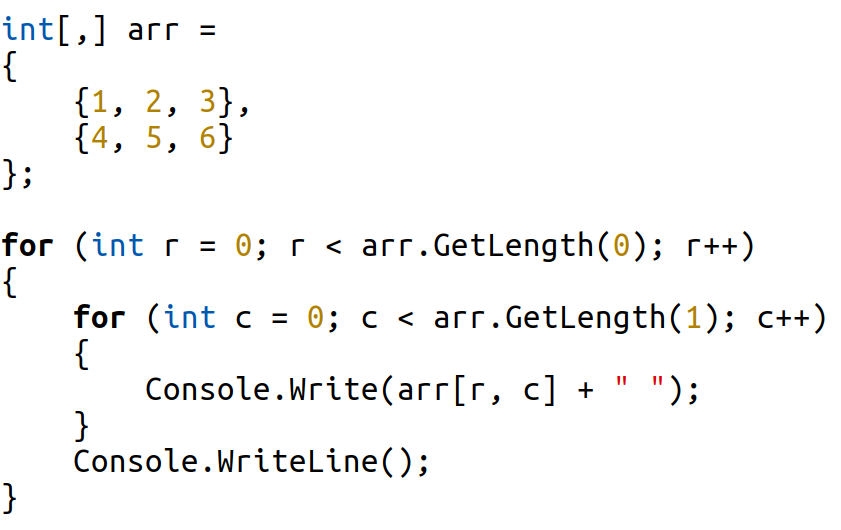 int[,] arr =
{
    {1, 2, 3},
    {4, 5, 6}
};

for (int r = 0; r < arr.GetLength(0); r++)
{
    for (int c = 0; c < arr.GetLength(1); c++)
    {
        Console.Write(arr[r, c] + " ");
    }
    Console.WriteLine();
}